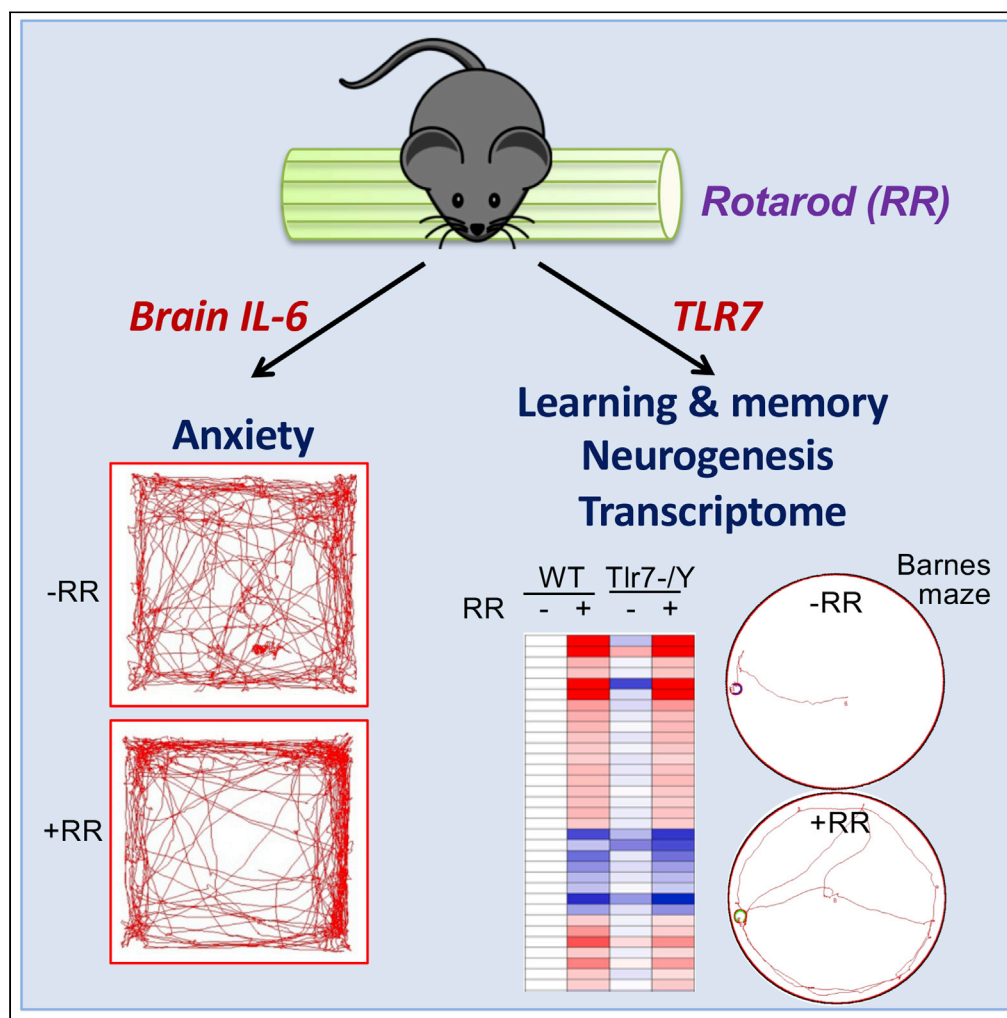 Rotarod (RR)
Brain IL-6
TLR7
Anxiety
Learning & memory
Neurogenesis
Transcriptome
-RR
+RR
WT Tlr7-/Y
RR - + - +
Barnes
maze
-RR
+RR